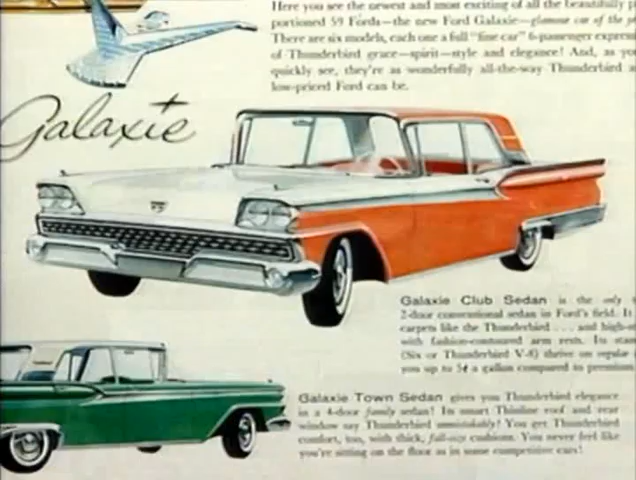 Here you see the newest and most exciting of all the beautifully p
portioned 59 Fords—the new Ford Galaxie—glamour car of the y
There are six models, each one a full "fine car" 6-passenger express
of Thunderbird grace—spirit—style and elegance! And, as you
quickly see, they're as wonderfully all-the-way Thunderbird a
low-priced Ford can be.
Galaxie
Galaxie Club Sedan is the only
2-door conventional sedan in Ford's field. It
carpets like the Thunderbird . . . and high-
with fashion-contoured arm rests. Its stan
(Six or Thunderbird V-8) thrive on regular
you up to 5¢ a gallon compared to premium
Galaxie Town Sedan gives you Thunderbird elegance
in a 4-door family sedan! Its smart Thinline roof and rear
window say Thunderbird unmistakably! You get Thunderbird
comfort, too, with thick, full-size cushions. You never feel like
you're sitting on the floor as in some competitive cars!